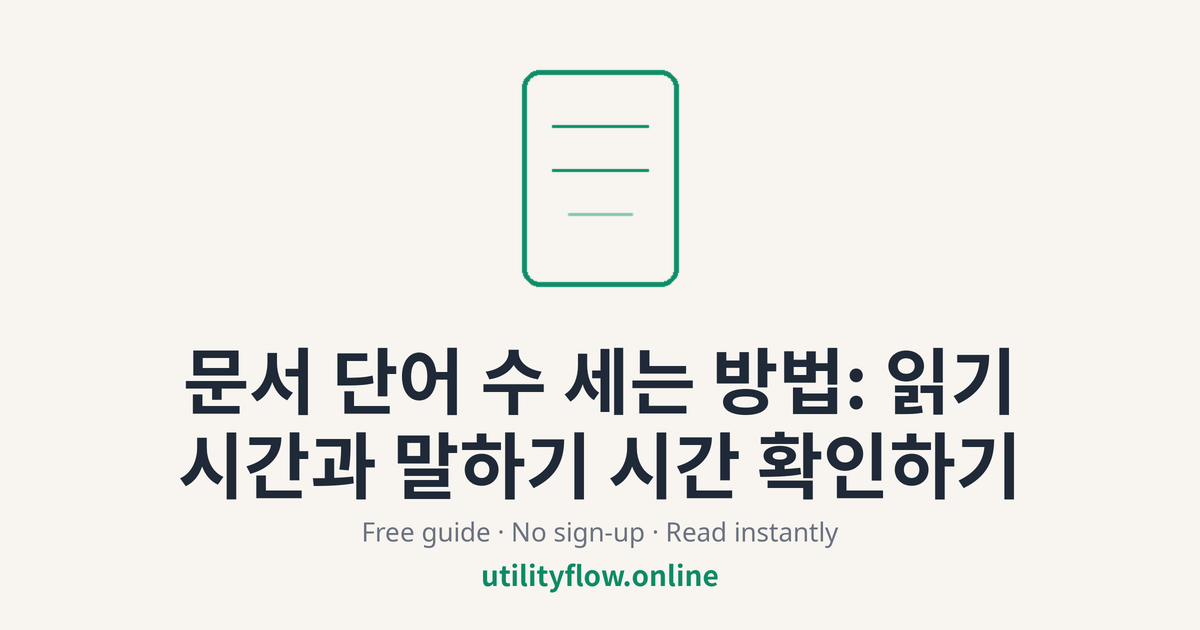 문서 단어 수 세는 방법: 읽기
시간과 말하기 시간 확인하기
Free guide · No sign-up · Read instantly
utilityflow.online